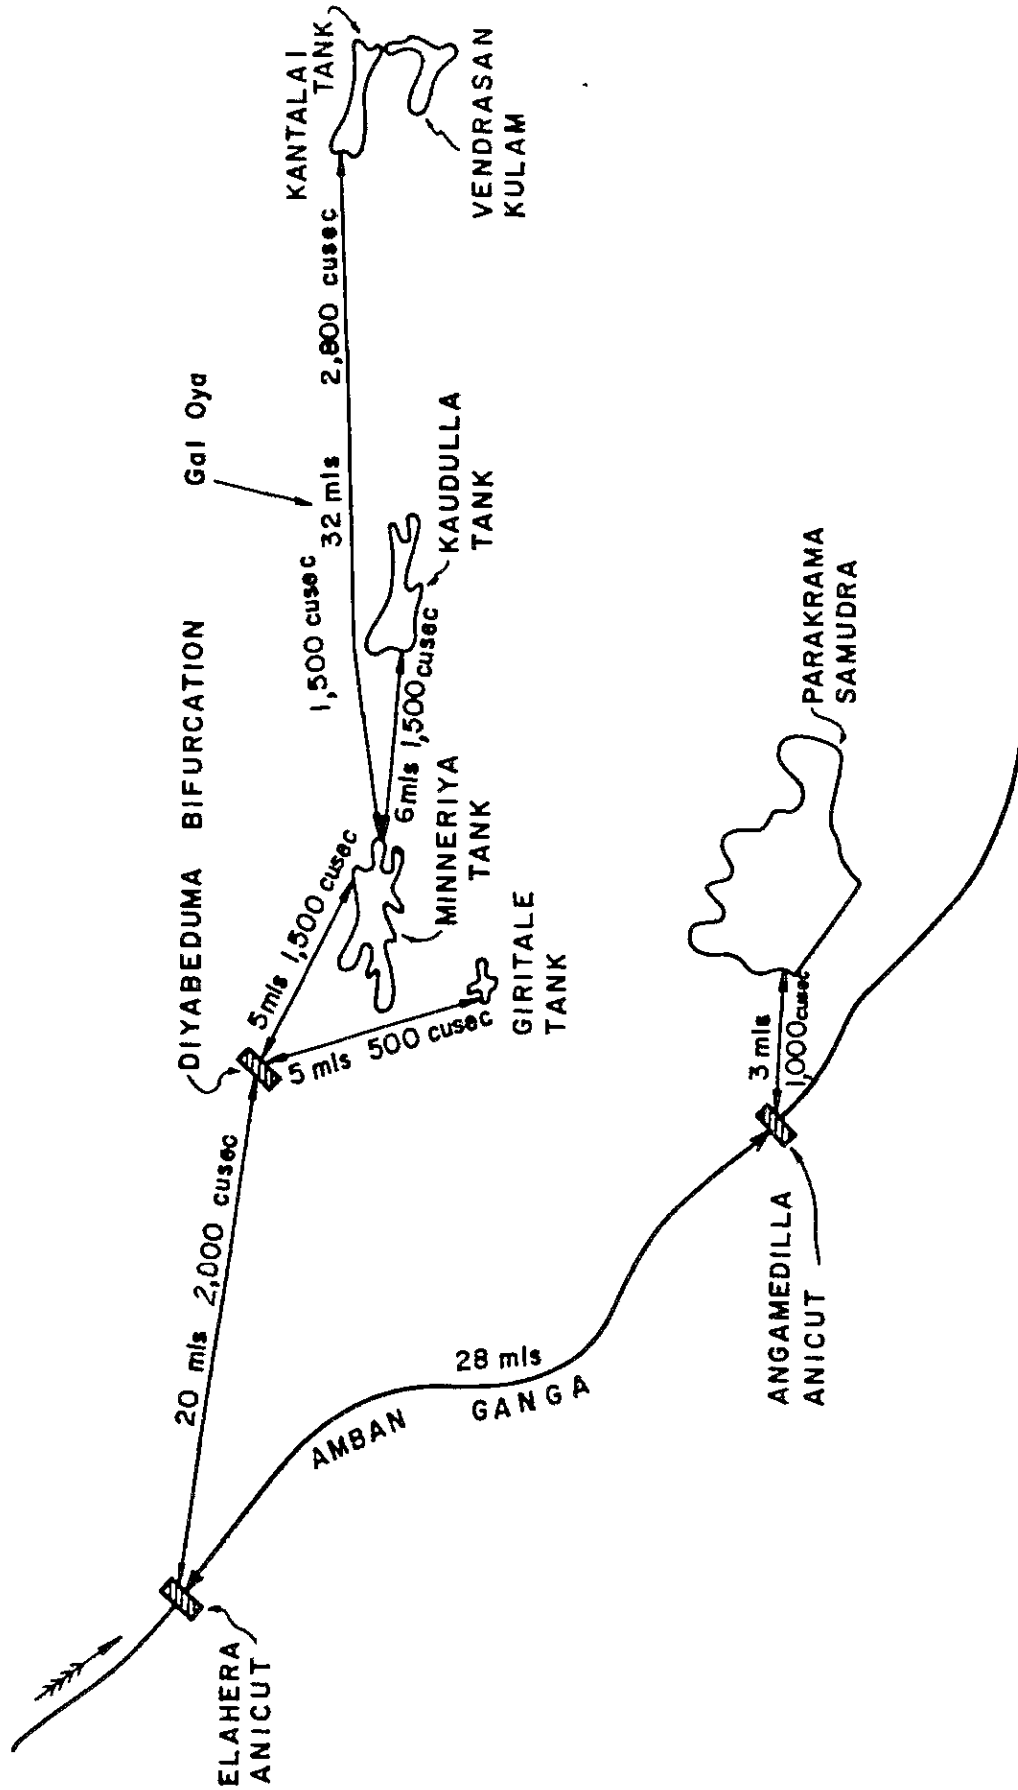 ELAHERA
ANICUT
20 mls 2,000 cusec
DIYABEDUMA BIFURCATION
5 mls 1,500 cusec
5 mls 500 cusec
GIRITALE
TANK
MINNERIYA
TANK
6 mls 1,500 cusec
KAUDULLA
TANK
1,500 cusec
32 mls 2,800 cusec
Gal Oya
KANTALAI
TANK
VENDRASAN
KULAM
AMBAN GANGA
28 mls
ANGAMEDILLA
ANICUT
3 mls
1,000 cusec
PARAKRAMA
SAMUDRA